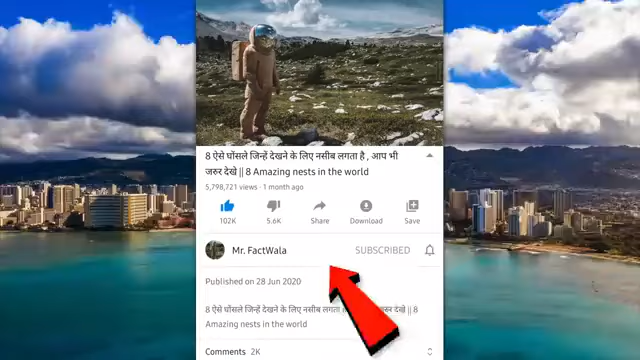 8 ऐसे घोंसले जिन्हें देखने के लिए नसीब लगता है , आप भी
जरुर देखे || 8 Amazing nests in the world
5,798,721 views · 1 month ago
102K
5.6K
Share
Download
Save
Mr. FactWala
SUBSCRIBED
Published on 28 Jun 2020
8 ऐसे घोंसले जिन्हें देखने के लिए नसीब लगता देखे || 8
Amazing nests in the world
Comments 2K